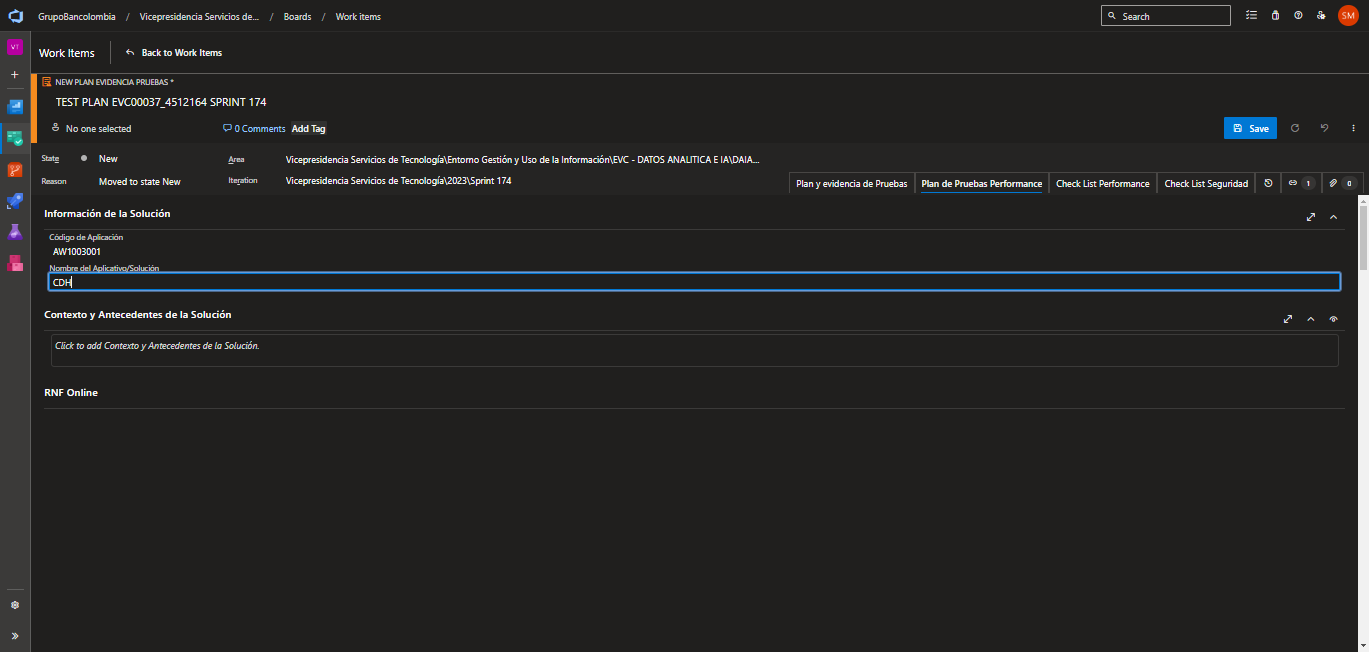 GrupoBancolombia / Vicepresidencia Servicios de... / Boards / Work items
Search
SM
VT
Work Items
Back to Work Items
NEW PLAN EVIDENCIA PRUEBAS *
TEST PLAN EVC00037_4512164 SPRINT 174
No one selected
0 Comments
Add Tag
Save
State
New
Area
Vicepresidencia Servicios de Tecnología\Entorno Gestión y Uso de la Información\EVC - DATOS ANALITICA E IA\DAIA...
Reason
Moved to state New
Iteration
Vicepresidencia Servicios de Tecnología\2023\Sprint 174
Plan y evidencia de Pruebas
Plan de Pruebas Performance
Check List Performance
Check List Seguridad
1
0
Información de la Solución
Código de Aplicación
AW1003001
Nombre del Aplicativo/Solución
CDH
Contexto y Antecedentes de la Solución
Click to add Contexto y Antecedentes de la Solución.
RNF Online